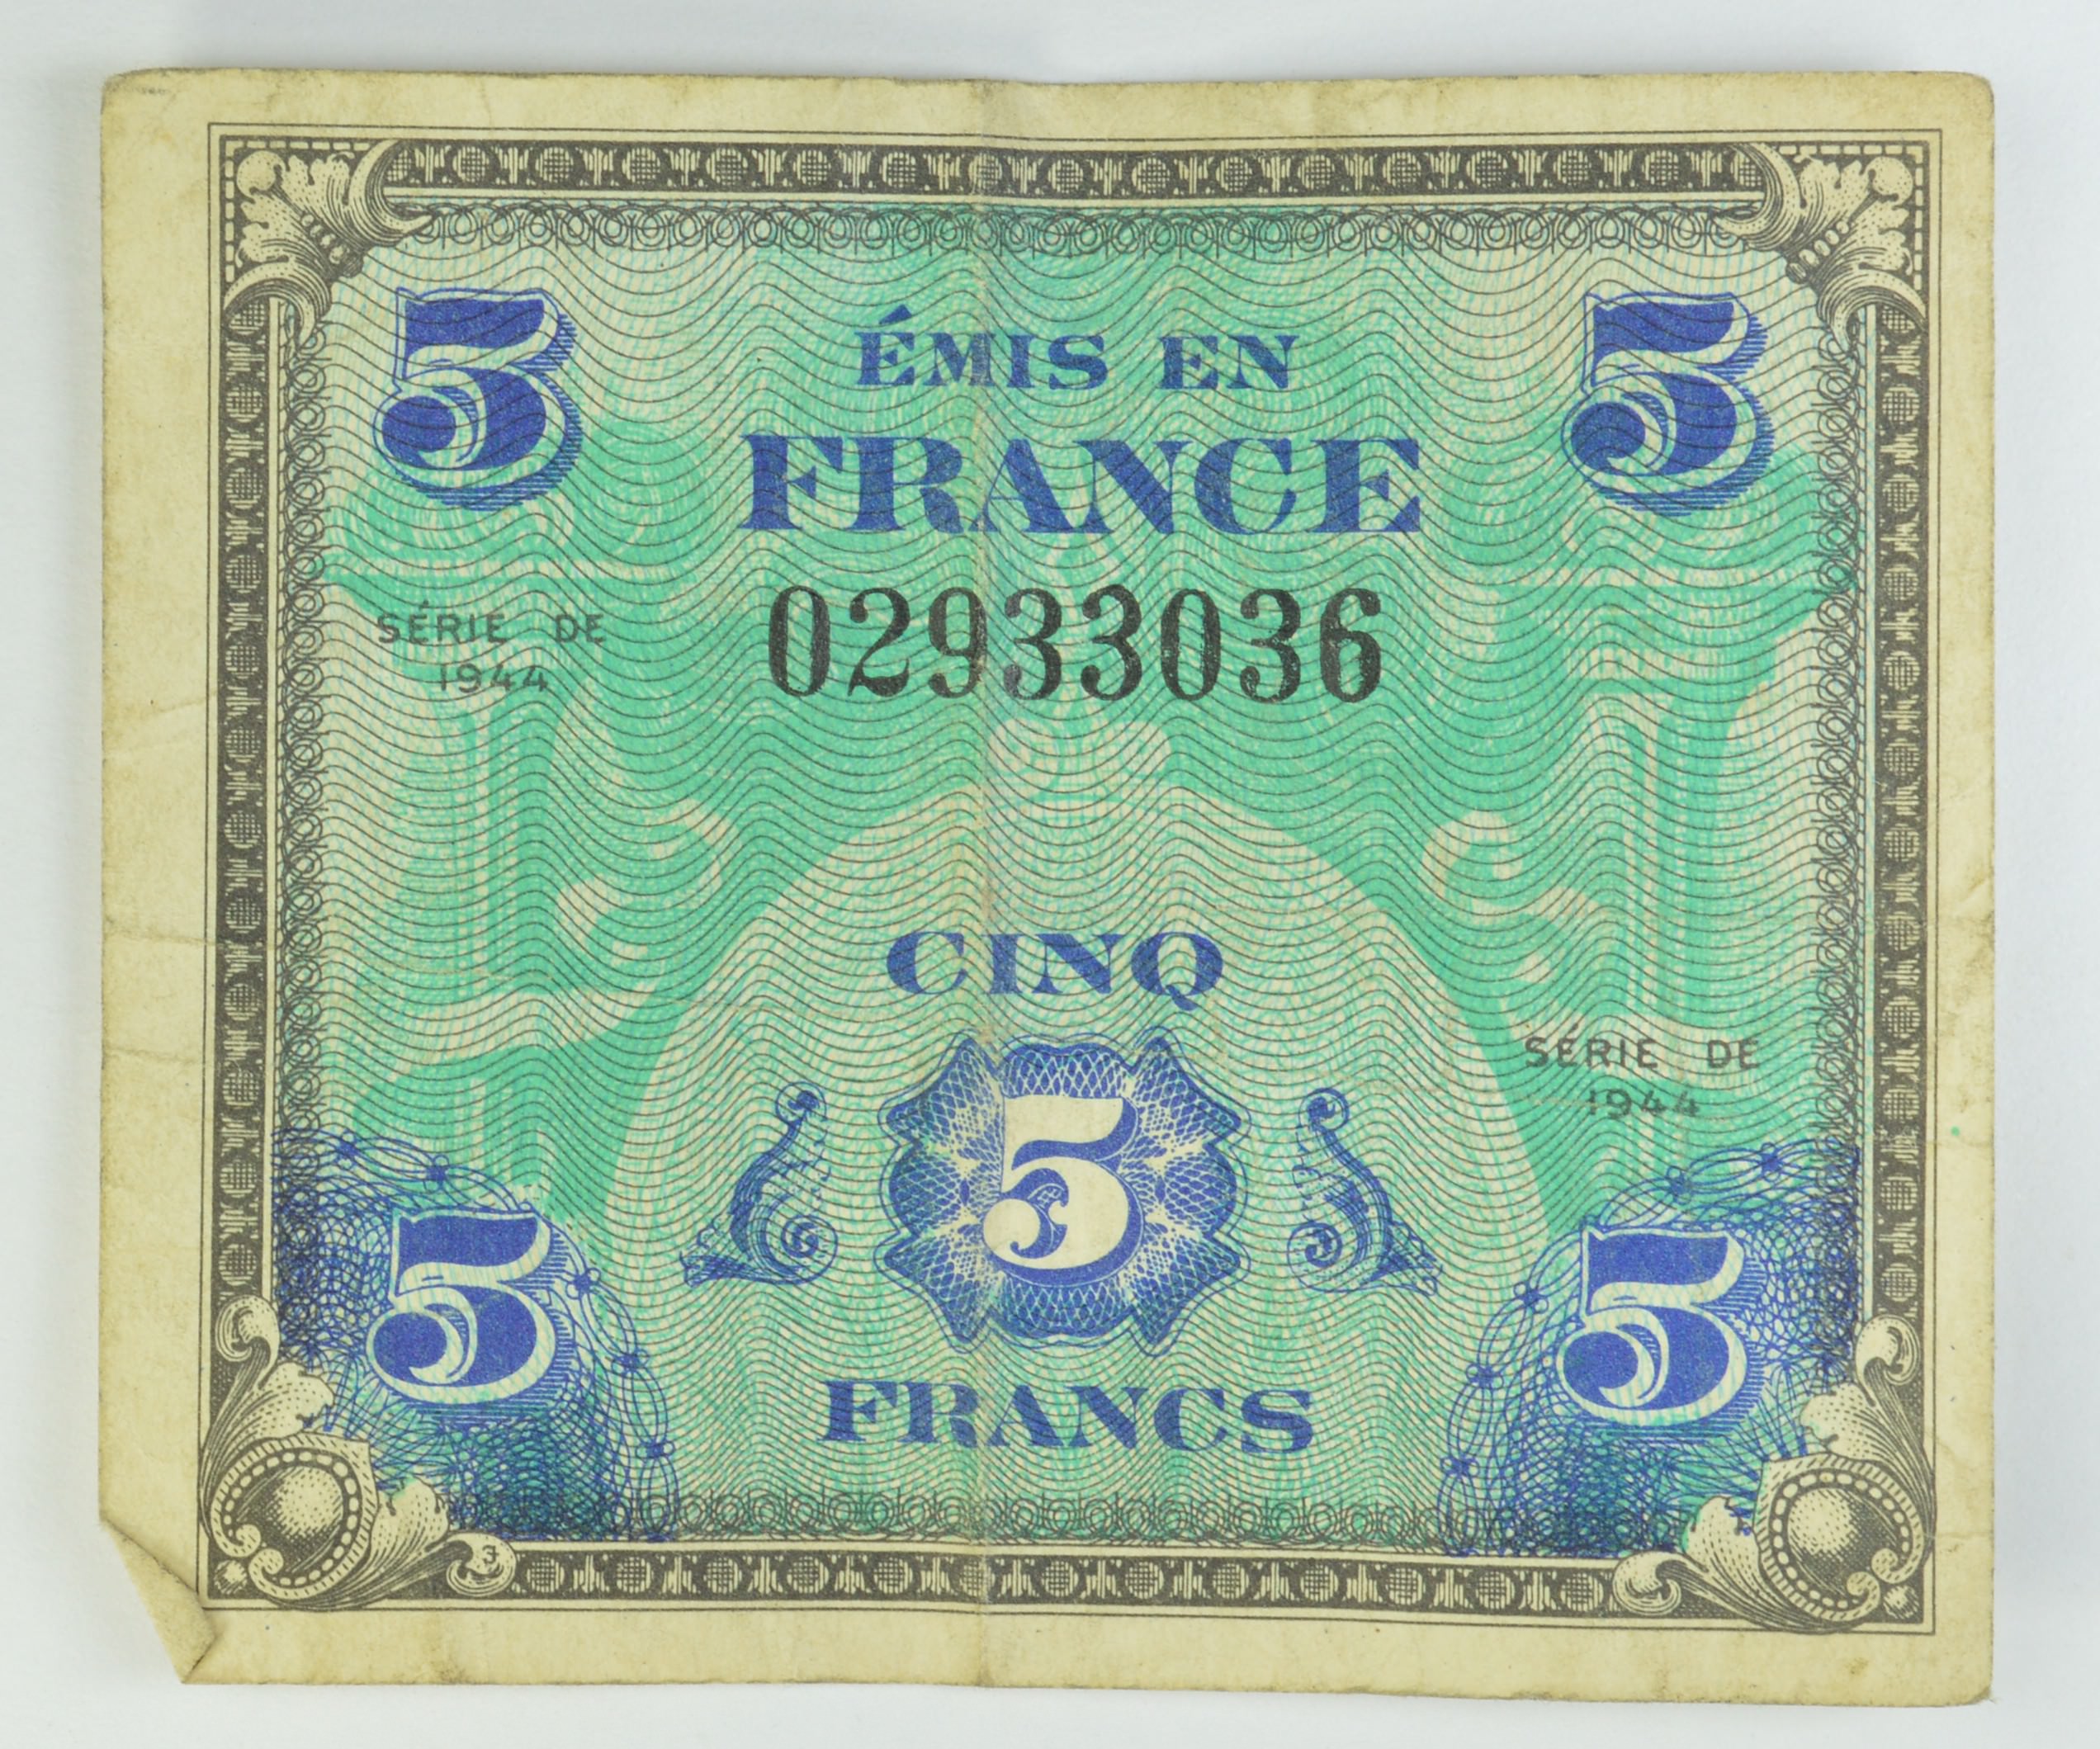 5 ÉMIS EN 5
FRANCE
SÉRIE DE
1944
02933036
CINQ
SÉRIE DE
1944
5
5 5
FRANCS